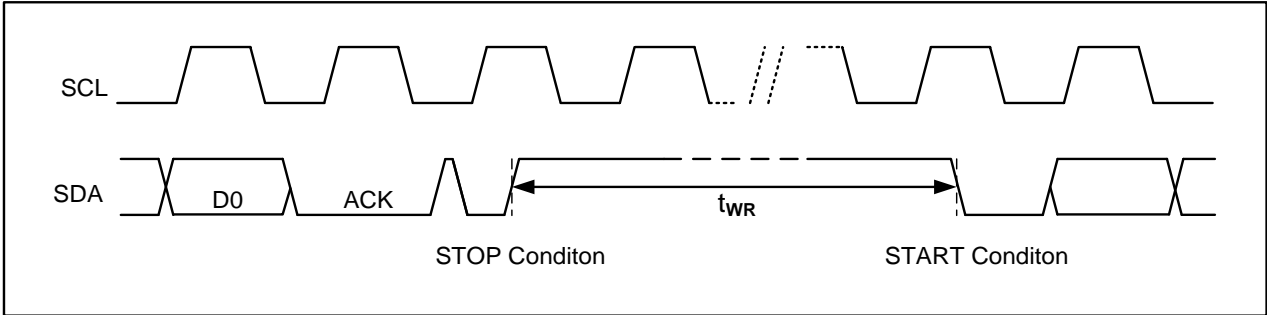 SCL
SDA
D0
ACK
tWR
STOP Conditon
START Conditon